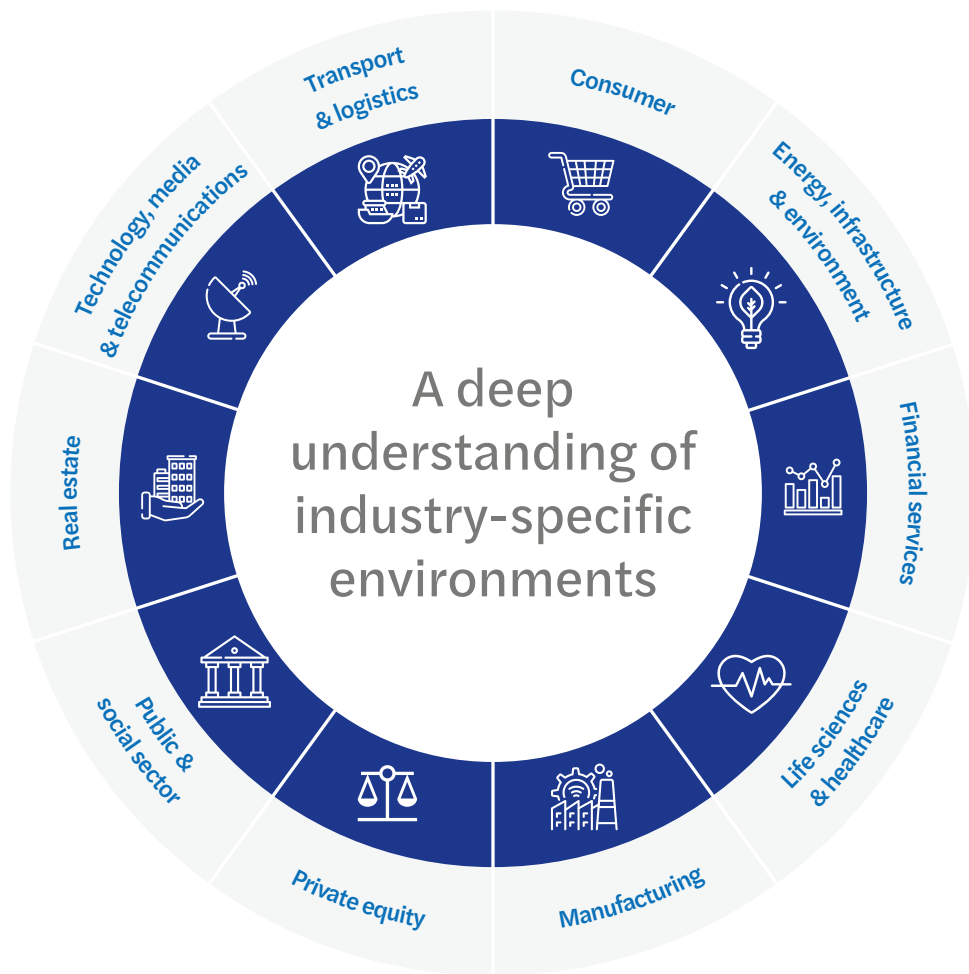 A deep
understanding of
industry-specific
environments
Consumer
Energy, infrastructure
& environment
Financial services
Life sciences
& healthcare
Manufacturing
Private equity
Public &
social sector
Real estate
Technology, media
& telecommunications
Transport
& logistics